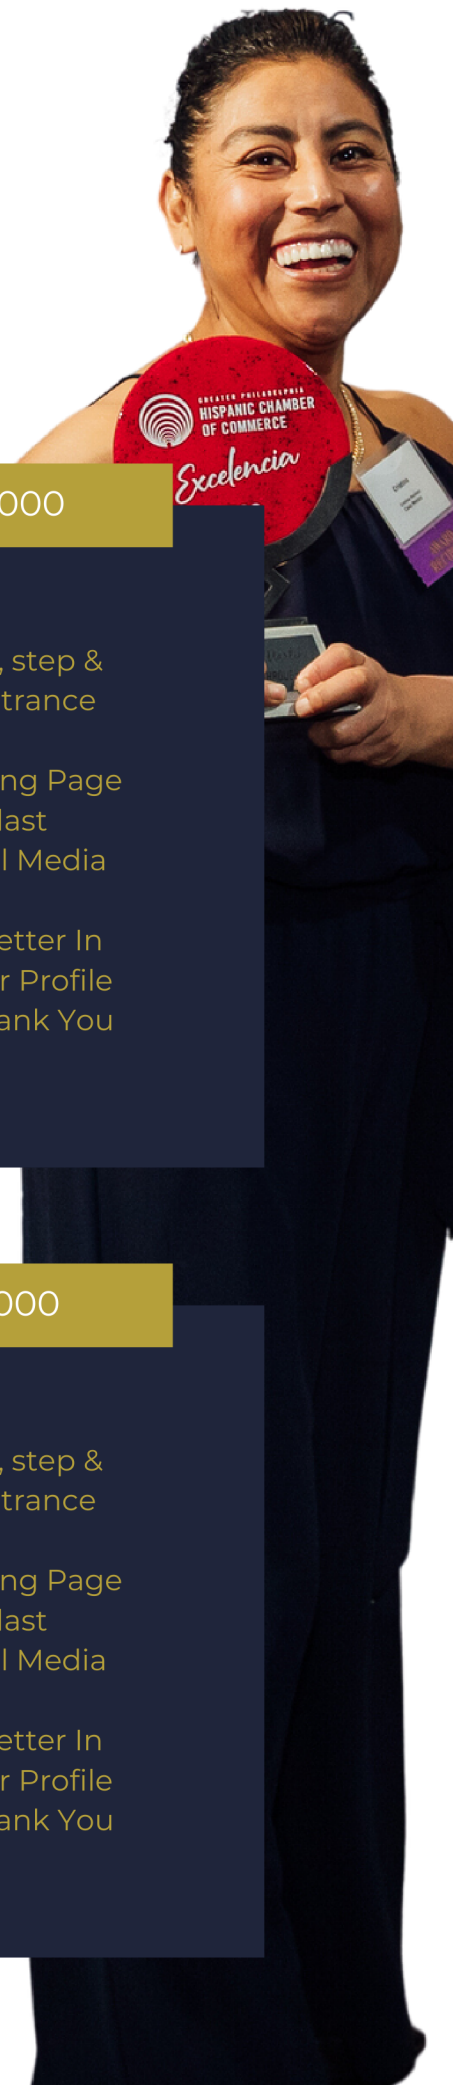 GREATER PHILADELPHIA
HISPANIC CHAMBER
OF COMMERCE
Excelencia
000
, step &
trance
ng Page
last
l Media
etter In
r Profile
ank You
000
, step &
trance
ng Page
last
l Media
etter In
r Profile
ank You